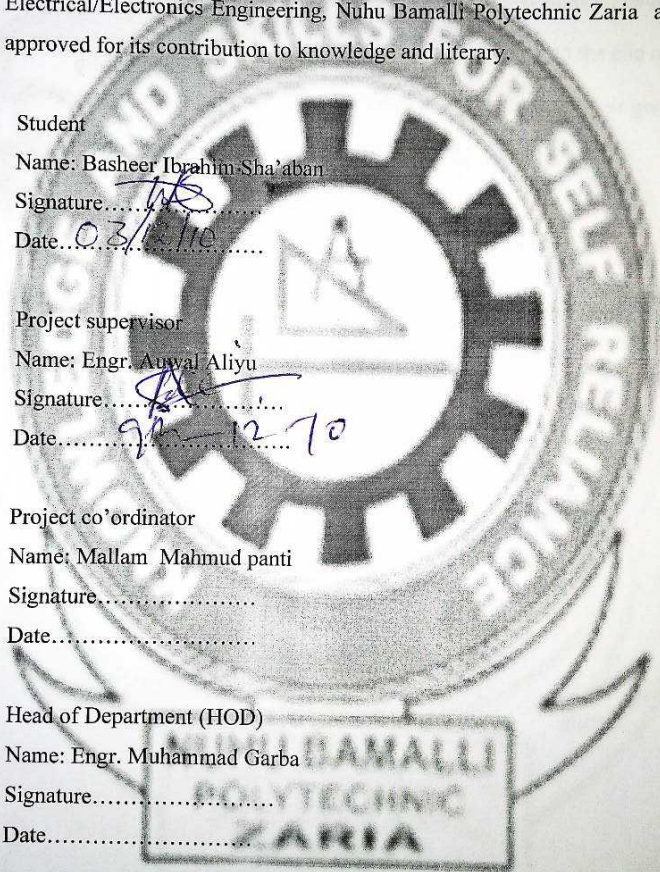 Electrical/Electronics Engineering, Nuhu Bamalli Polytechnic Zaria a
approved for its contribution to knowledge and literary.
Student
Name: Basheer Ibrahim Sha'aban
Signature....................
Date..03/12/10..........
Project supervisor
Name: Engr. Auwal Aliyu
Signature....................
Date....................
Project co'ordinator
Name: Mallam Mahmud panti
Signature......................
Date............................
Head of Department (HOD)
Name: Engr. Muhammad Garba
Signature.........................
Date............................
KNOWLEDGE AND SKILLS FOR SELF RELIANCE
NUHU BAMALLI
POLYTECHNIC
ZARIA